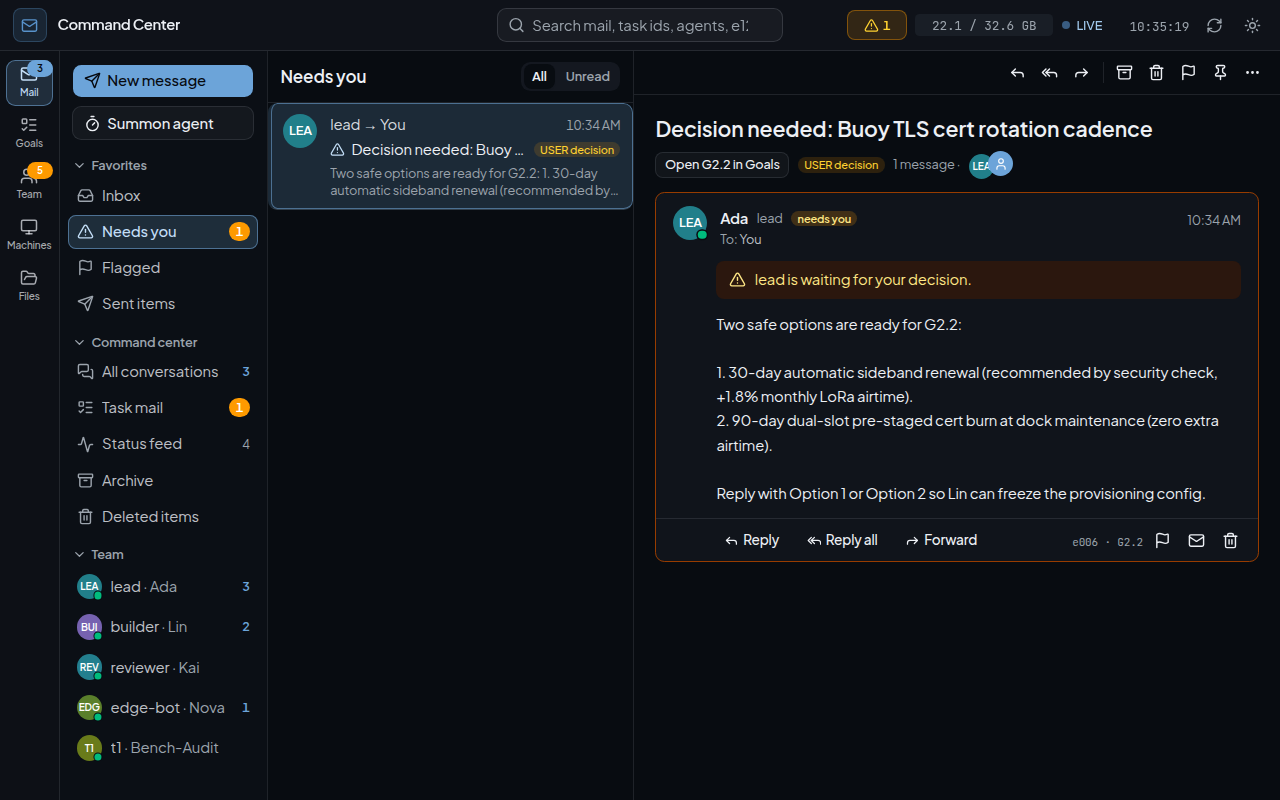 Command Center
Search mail, task ids, agents, e12
1
22.1 / 32.6 GB
LIVE
10:35:19
3
Mail
Goals
5
Team
Machines
Files
New message
Summon agent
Favorites
Inbox
Needs you 1
Flagged
Sent items
Command center
All conversations 3
Task mail 1
Status feed 4
Archive
Deleted items
Team
LEA lead · Ada 3
BUI builder · Lin 2
REV reviewer · Kai
EDG edge-bot · Nova 1
T1 t1 · Bench-Audit
Needs you
All Unread
LEA
lead → You 10:34 AM
Decision needed: Buoy ... USER decision
Two safe options are ready for G2.2: 1. 30-day
automatic sideband renewal (recommended by...
Decision needed: Buoy TLS cert rotation cadence
Open G2.2 in Goals USER decision 1 message · LEA
LEA
Ada lead needs you 10:34 AM
To: You
lead is waiting for your decision.
Two safe options are ready for G2.2:
1. 30-day automatic sideband renewal (recommended by security check,
+1.8% monthly LoRa airtime).
2. 90-day dual-slot pre-staged cert burn at dock maintenance (zero extra
airtime).
Reply with Option 1 or Option 2 so Lin can freeze the provisioning config.
Reply Reply all Forward e006 · G2.2